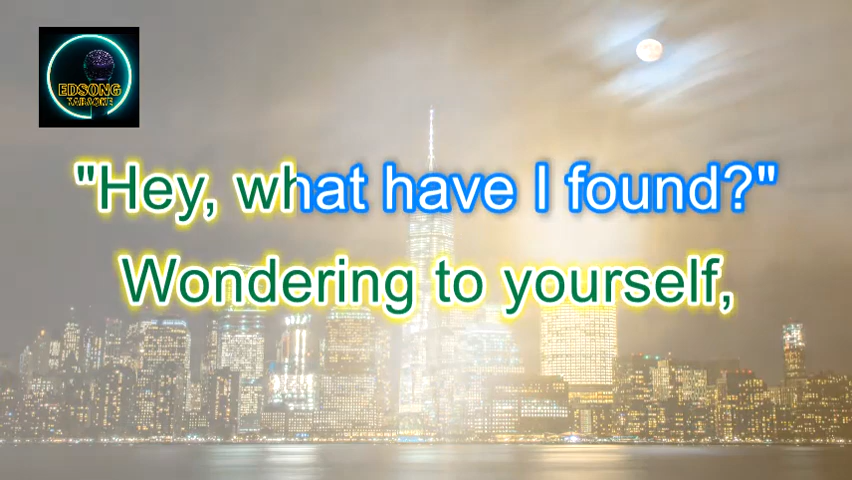 EDSONG
KARAOKE
"Hey, what have I found?"
Wondering to yourself,